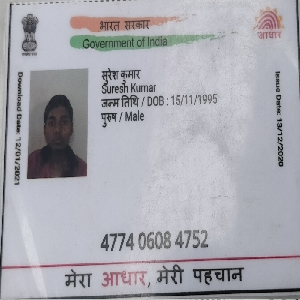 भारत सरकार
Government of India
आधार
सुरेश कुमार
Suresh Kumar
जन्म तिथि / DOB : 15/11/1995
पुरुष / Male
Download Date: 12/01/2021
Issue Date: 13/12/2020
4774 0608 4752
मेरा आधार, मेरी पहचान